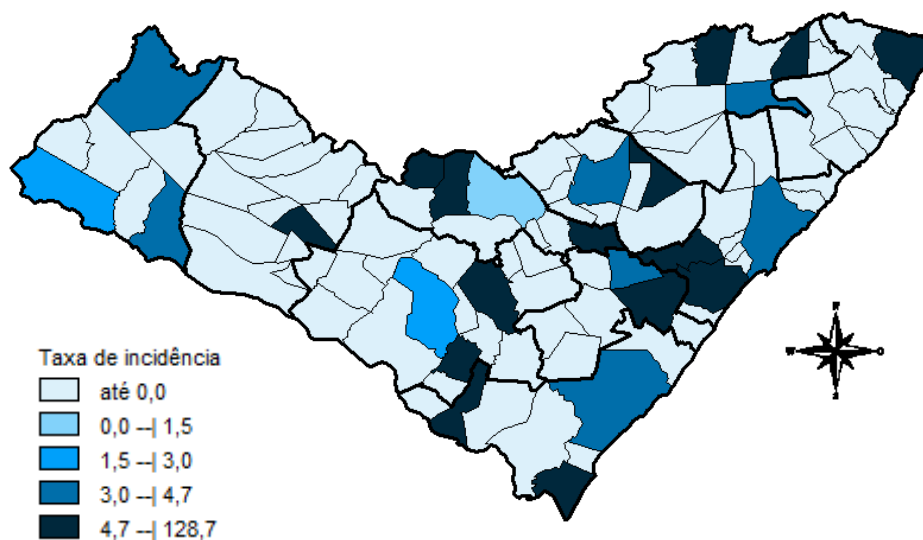 Taxa de incidência
até 0,0
0,0 --| 1,5
1,5 --| 3,0
3,0 --| 4,7
4,7 --| 128,7